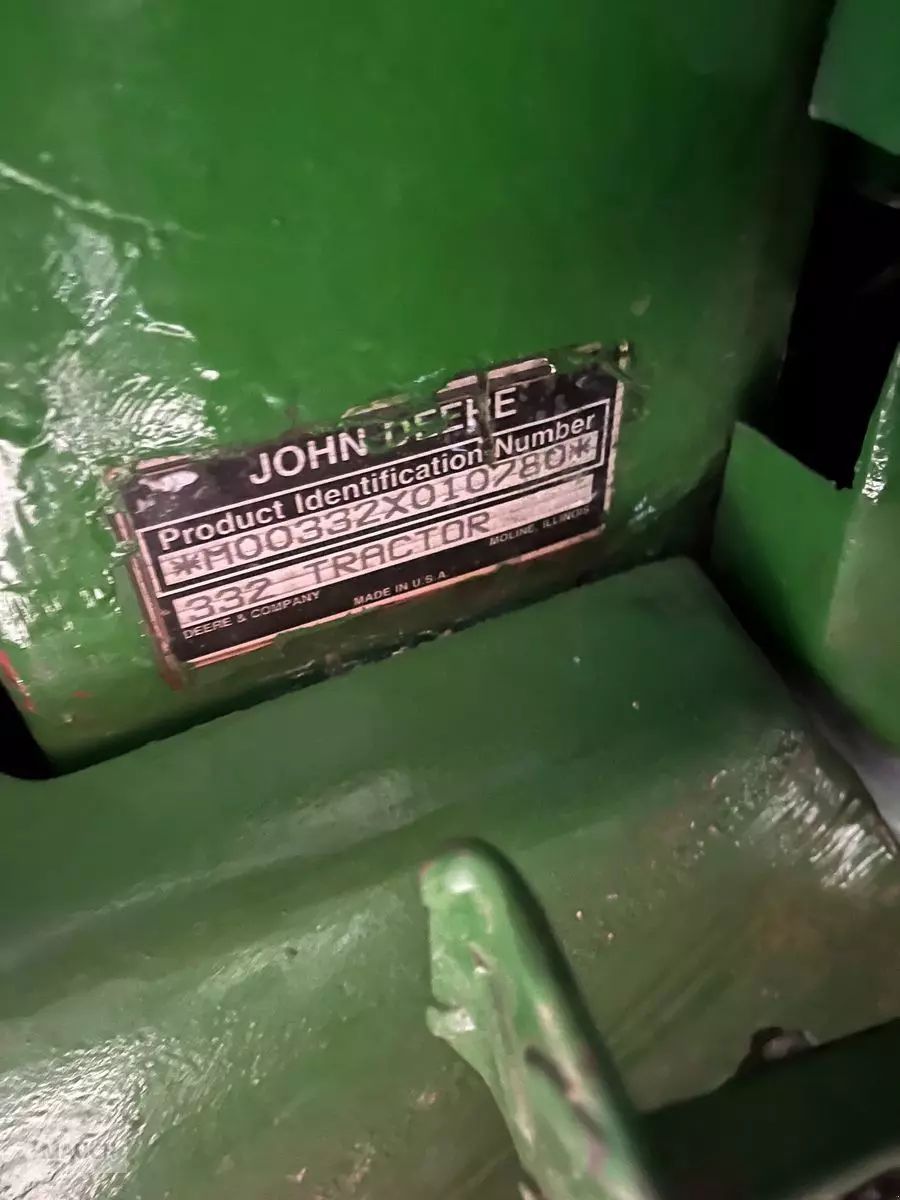 JOHN DEERE
Product Identification Number
*M00332X010780*
332 TRACTOR
DEERE & COMPANY MADE IN U.S.A. MOLINE, ILLINOIS